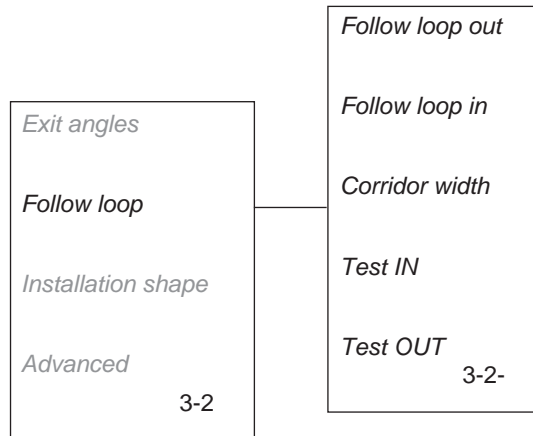 Exit angles
Follow loop
Installation shape
Advanced
3-2
Follow loop out
Follow loop in
Corridor width
Test IN
Test OUT
3-2-